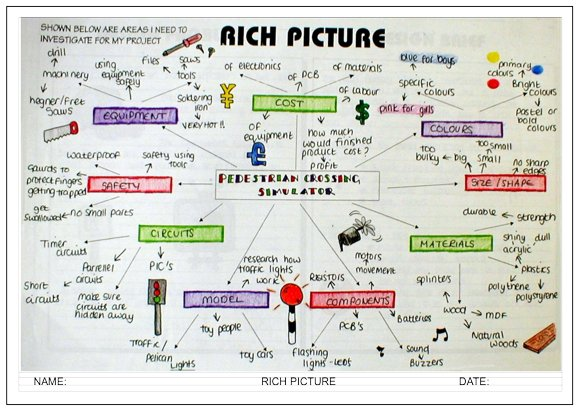 SHOWN BELOW ARE AREAS I NEED TO
INVESTIGATE FOR MY PROJECT
RICH PICTURE
drill
machinery
using
equipment
safely
Files
saws
tools
hegner/fret
saws
soldering
iron
VERY HOT!!
EQUIPMENT
of electronics
of PCB
of materials
of labour
COST
of
equipment
how much
would finished
product cost?
profit
blue for boys
specific
colours
pink for girls
primary
colours
Bright
colours
pastel or
bold
colours
COLOURS
waterproof
safety using
tools
guards to
protect fingers
getting trapped
SAFETY
get
swallowed
no small parts
PEDESTRIAN CROSSING
SIMULATOR
too
bulky
big
too small
small
no sharp
edges
SIZE/SHAPE
CIRCUITS
Timer
circuits
Parrellel
circuits
PIC'S
Short
circuits
make sure
circuits are
hidden away
durable
strength
shiny dull
acrylic
plastics
polythene
polystyrene
MATERIALS
splinters
wood
MDF
Natural
woods
research how
traffic lights
work
MODEL
toy people
toy cars
Traffic/
Pelican
Lights
motors
movement
RESISTORS
COMPONENTS
Batteries
PCB'S
flashing
lights - LEDS
sound
Buzzers
NAME:
RICH PICTURE
DATE: